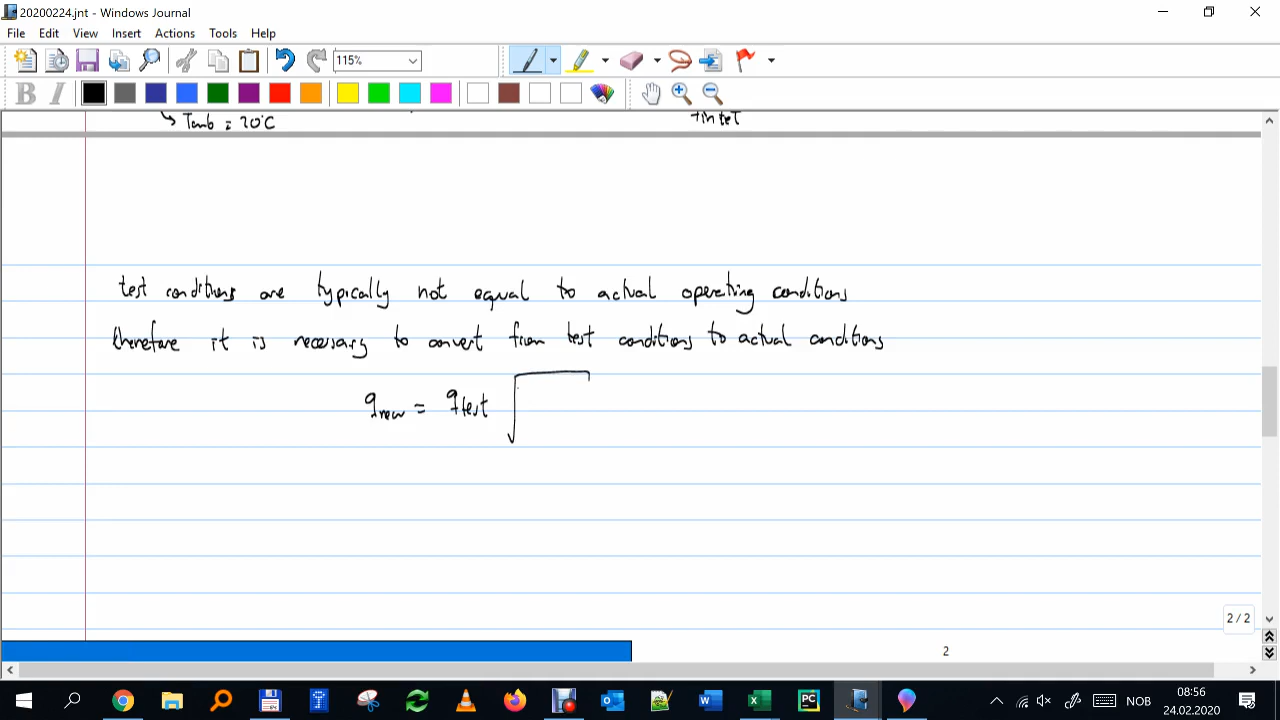 20200224.jnt - Windows Journal
File Edit View Insert Actions Tools Help
115%
B I
Tamb = 20°C
test conditions are typically not equal to actual operating conditions
therefore it is necessary to convert from test conditions to actual conditions
qnew = qtest √
2 / 2
2
NOB
08:56
24.02.2020